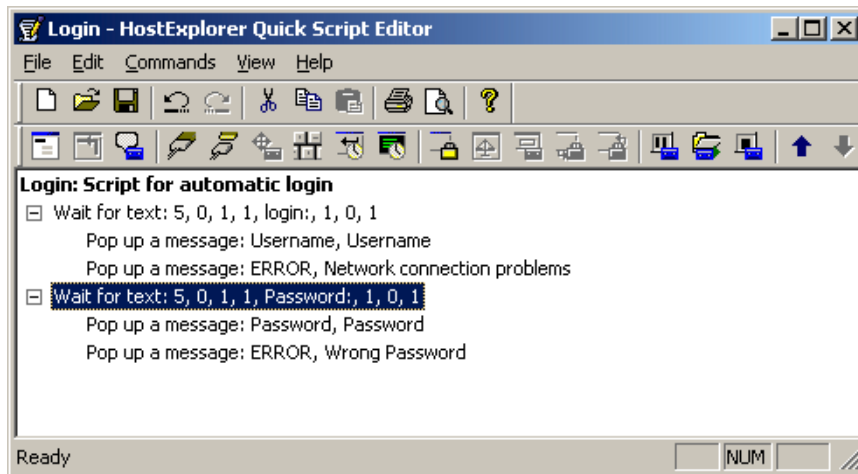 Login - HostExplorer Quick Script Editor
File Edit Commands View Help
Login: Script for automatic login
Wait for text: 5, 0, 1, 1, login:, 1, 0, 1
Pop up a message: Username, Username
Pop up a message: ERROR, Network connection problems
Wait for text: 5, 0, 1, 1, Password:, 1, 0, 1
Pop up a message: Password, Password
Pop up a message: ERROR, Wrong Password
Ready NUM